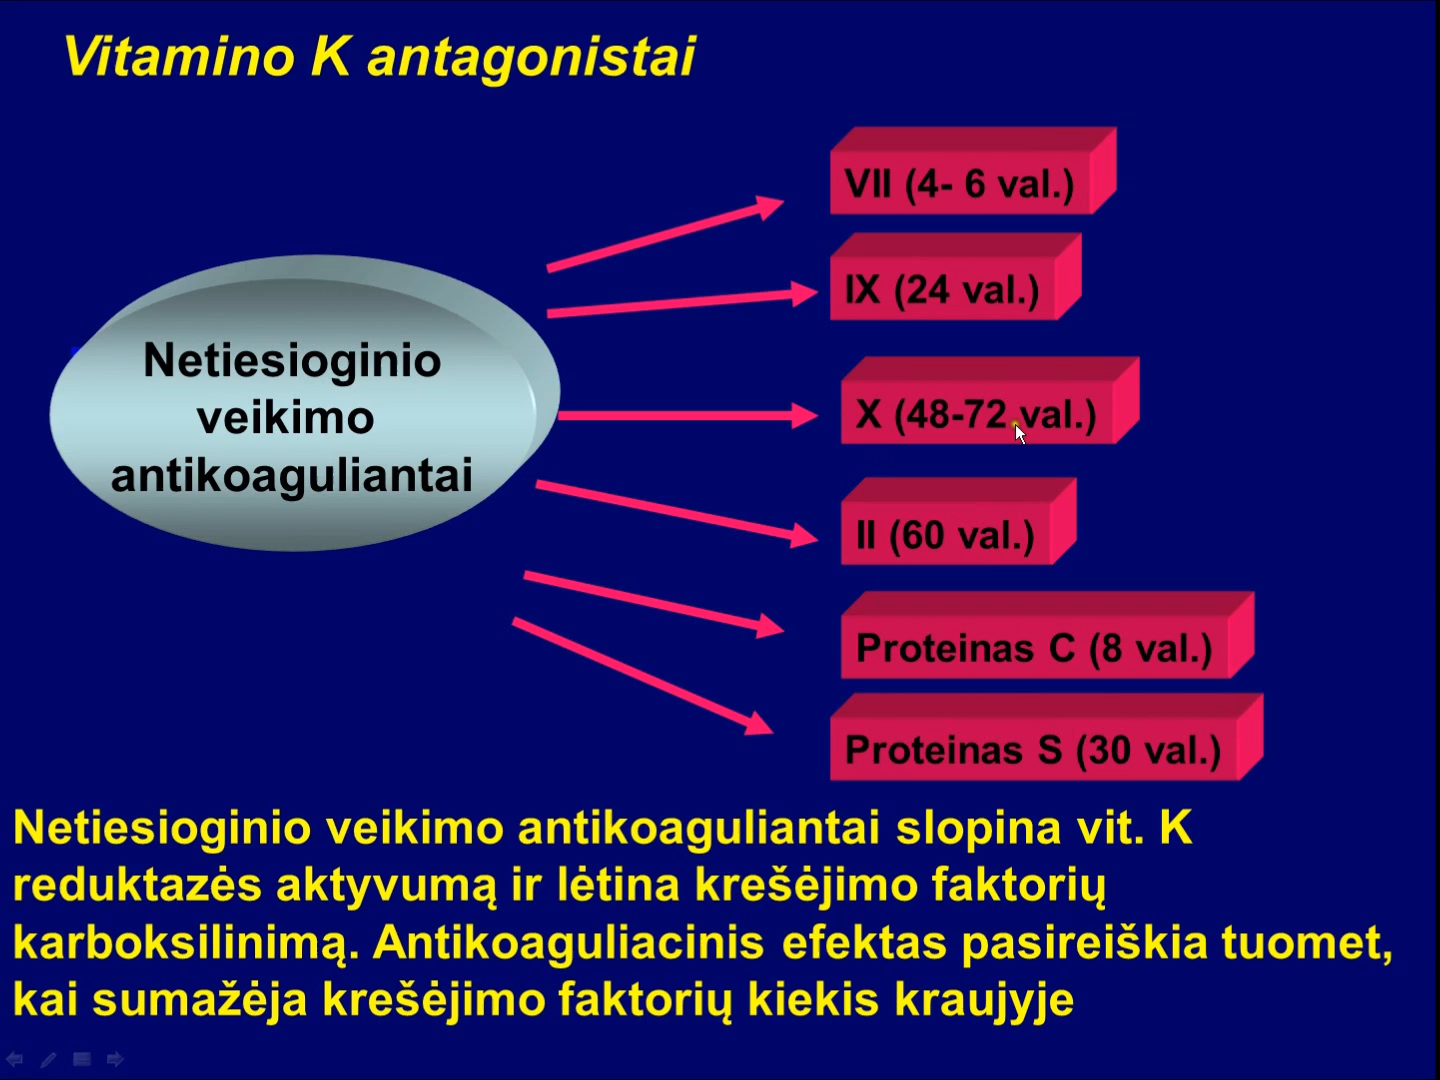 Vitamino K antagonistai
VII (4- 6 val.)
IX (24 val.)
Netiesioginio
veikimo
antikoaguliantai
X (48-72 val.)
II (60 val.)
Proteinas C (8 val.)
Proteinas S (30 val.)
Netiesioginio veikimo antikoaguliantai slopina vit. K
reduktazės aktyvumą ir lėtina krešėjimo faktorių
karboksilinimą. Antikoaguliacinis efektas pasireiškia tuomet,
kai sumažėja krešėjimo faktorių kiekis kraujyje